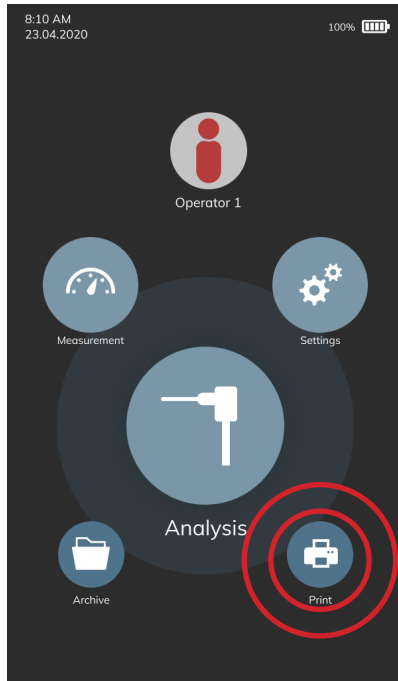 8:10 AM
100%
23.04.2020
Operator 1
Measurement
Settings
Analysis
Archive
Print